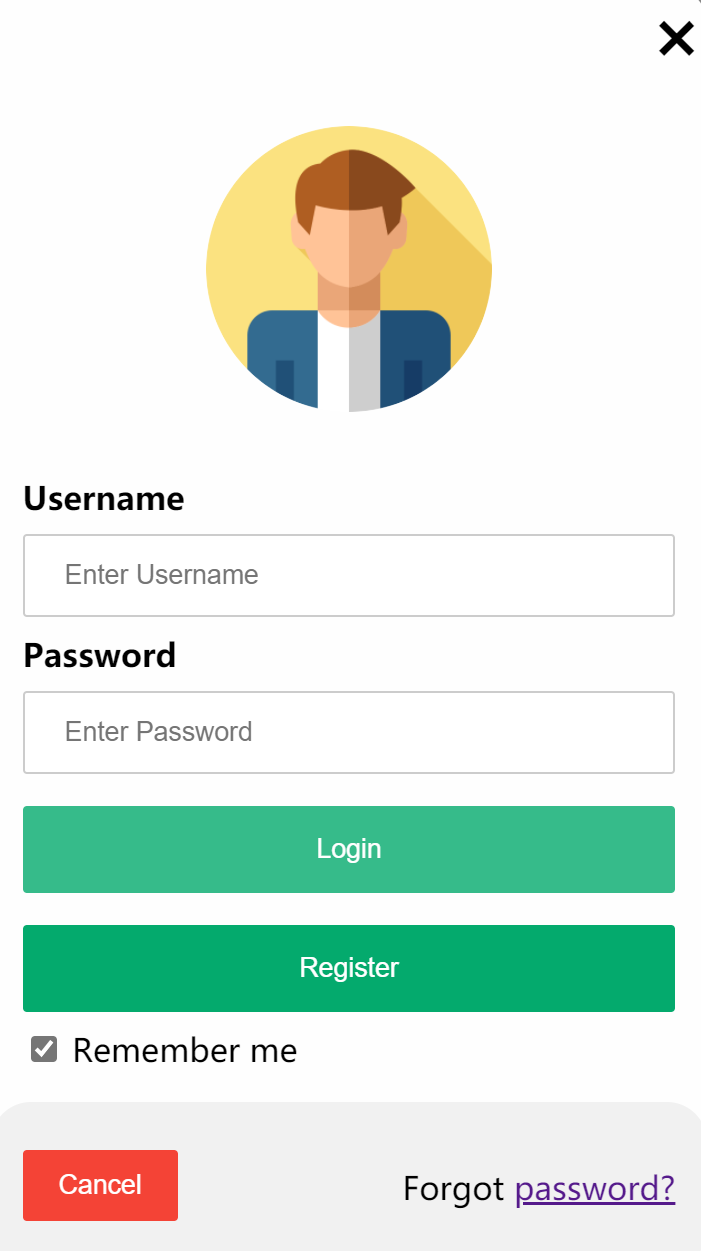 Username
Enter Username
Password
Enter Password
Login
Register
Remember me
Cancel
Forgot password?